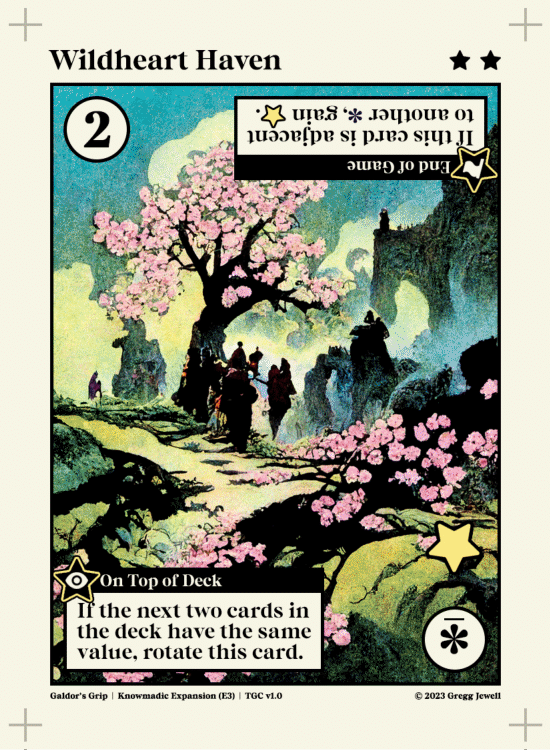 Wildheart Haven
2
End of Game
If this card is adjacent
to another *, gain ⭐.
On Top of Deck
If the next two cards in
the deck have the same
value, rotate this card.
*
Galdor's Grip | Knowmadic Expansion (E3) | TGC v1.0
© 2023 Gregg Jewell